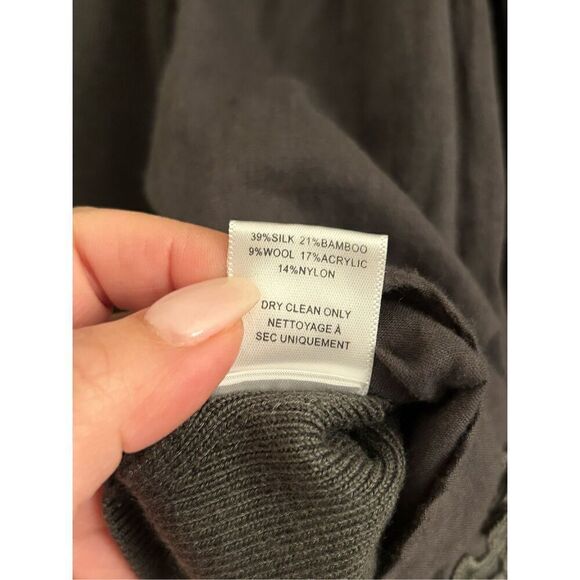 39%SILK 21%BAMBOO
9%WOOL 17%ACRYLIC
14%NYLON
DRY CLEAN ONLY
NETTOYAGE À
SEC UNIQUEMENT